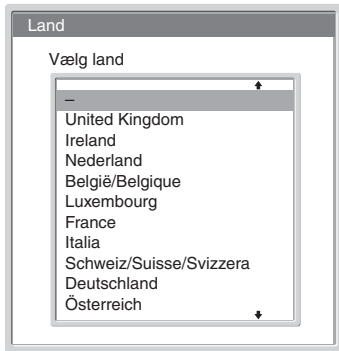 Land
Vælg land
–
United Kingdom
Ireland
Nederland
België/Belgique
Luxembourg
France
Italia
Schweiz/Suisse/Svizzera
Deutschland
Österreich